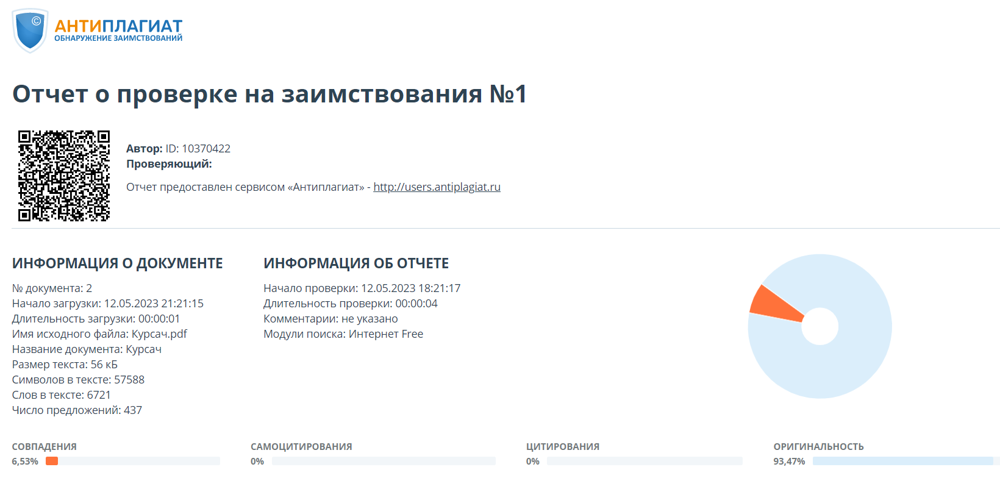 ©
АНТИПЛАГИАТ
ОБНАРУЖЕНИЕ ЗАИМСТВОВАНИЙ
Отчет о проверке на заимствования №1
Автор: ID: 10370422
Проверяющий:
Отчет предоставлен сервисом «Антиплагиат» - http://users.antiplagiat.ru
ИНФОРМАЦИЯ О ДОКУМЕНТЕ
№ документа: 2
Начало загрузки: 12.05.2023 21:21:15
Длительность загрузки: 00:00:01
Имя исходного файла: Курсач.pdf
Название документа: Курсач
Размер текста: 56 кБ
Символов в тексте: 57588
Слов в тексте: 6721
Число предложений: 437
ИНФОРМАЦИЯ ОБ ОТЧЕТЕ
Начало проверки: 12.05.2023 18:21:17
Длительность проверки: 00:00:04
Комментарии: не указано
Модули поиска: Интернет Free
СОВПАДЕНИЯ
6,53%
САМОЦИТИРОВАНИЯ
0%
ЦИТИРОВАНИЯ
0%
ОРИГИНАЛЬНОСТЬ
93,47%